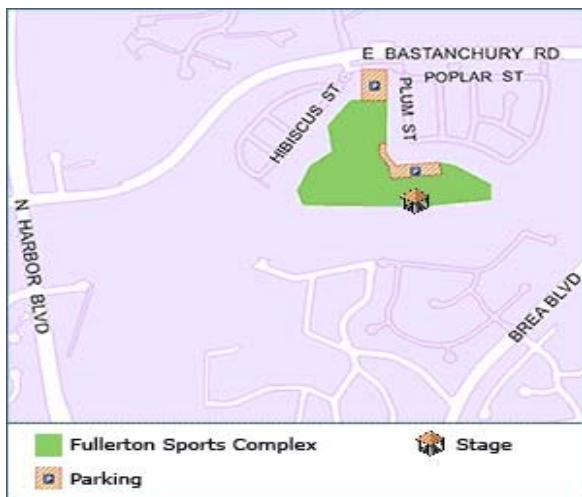 E BASTANCHURY RD
POPLAR ST
PLUM ST
HIBISCUS ST
P
P
N HARBOR BLVD
BREA BLVD
Fullerton Sports Complex
Stage
P Parking